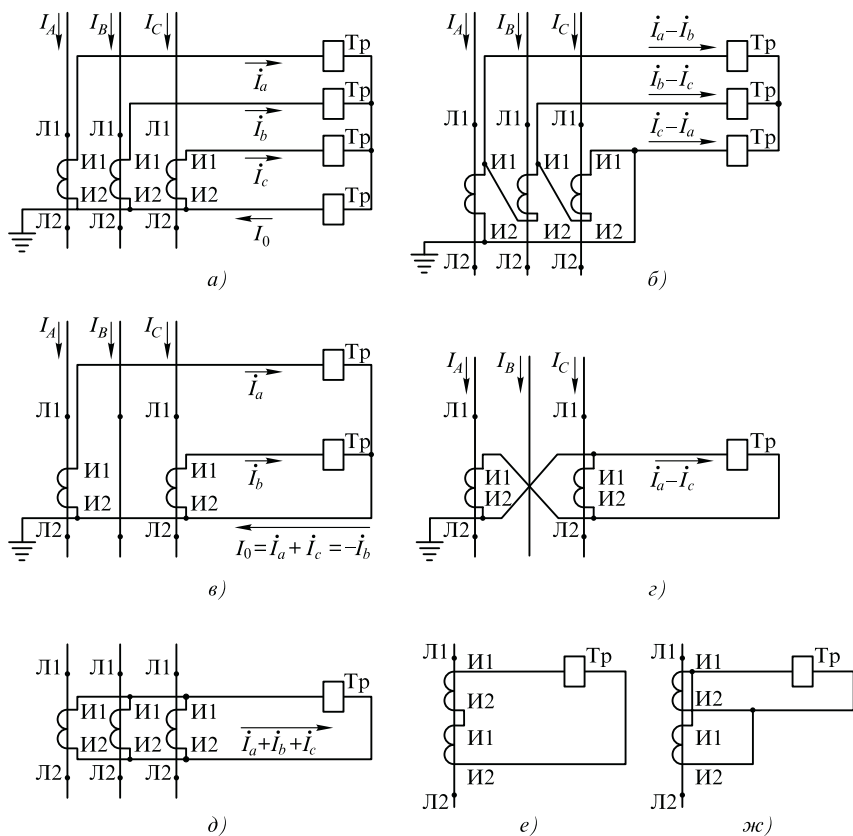 I_A I_B I_C
Тр
İ_a
Тр
İ_b
Л1 Л1 Л1
Тр
И1 И1 И1
İ_c
И2 И2 И2
Тр
Л2 Л2 Л2
I_0
а)
I_A I_B I_C
İ_a–İ_b
Тр
İ_b–İ_c
Тр
Л1 Л1 Л1
İ_c–İ_a
Тр
И1 И1 И1
И2 И2 И2
Л2 Л2 Л2
б)
I_A I_B I_C
Тр
İ_a
Л1 Л1
Тр
И1 И1
İ_b
И2 И2
Л2 Л2
I_0=İ_a+İ_c=–İ_b
в)
I_A I_B I_C
Л1 Л1
Тр
И1 И1
İ_a–İ_c
И2 И2
Л2 Л2
г)
Л1 Л1 Л1
Тр
И1 И1 И1
И2 И2 И2
İ_a+İ_b+İ_c
Л2 Л2 Л2
д)
Л1 И1
Тр
И2
И1
И2
Л2
е)
Л1 И1
Тр
И2
И1
И2
Л2
ж)